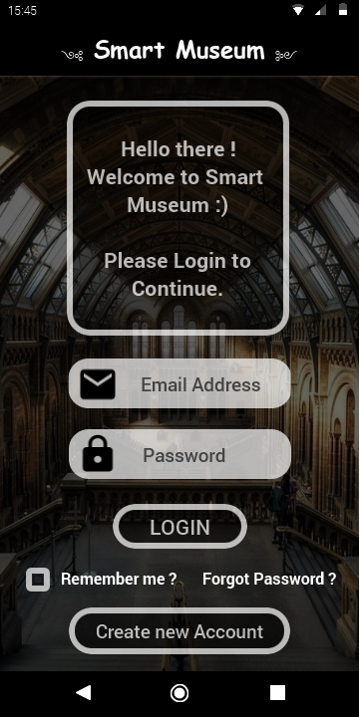 15:45
Smart Museum
Hello there !
Welcome to Smart
Museum :)
Please Login to
Continue.
Email Address
Password
LOGIN
Remember me ? Forgot Password ?
Create new Account